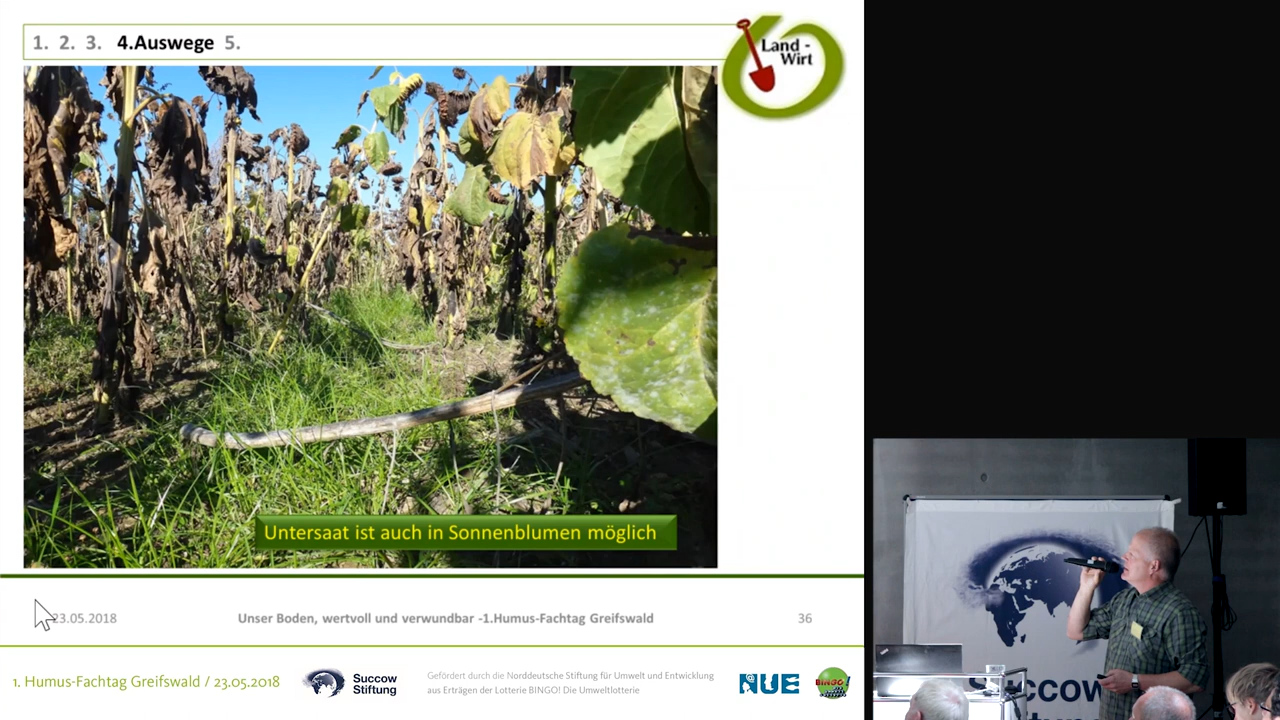 1. 2. 3. 4.Auswege 5.
Land -
Wirt
Untersaat ist auch in Sonnenblumen möglich
23.05.2018
Unser Boden, wertvoll und verwundbar -1.Humus-Fachtag Greifswald
36
1. Humus-Fachtag Greifswald / 23.05.2018
Succow
Stiftung
Gefördert durch die Norddeutsche Stiftung für Umwelt und Entwicklung
aus Erträgen der Lotterie BINGO! Die Umweltlotterie
NUE
BINGO!